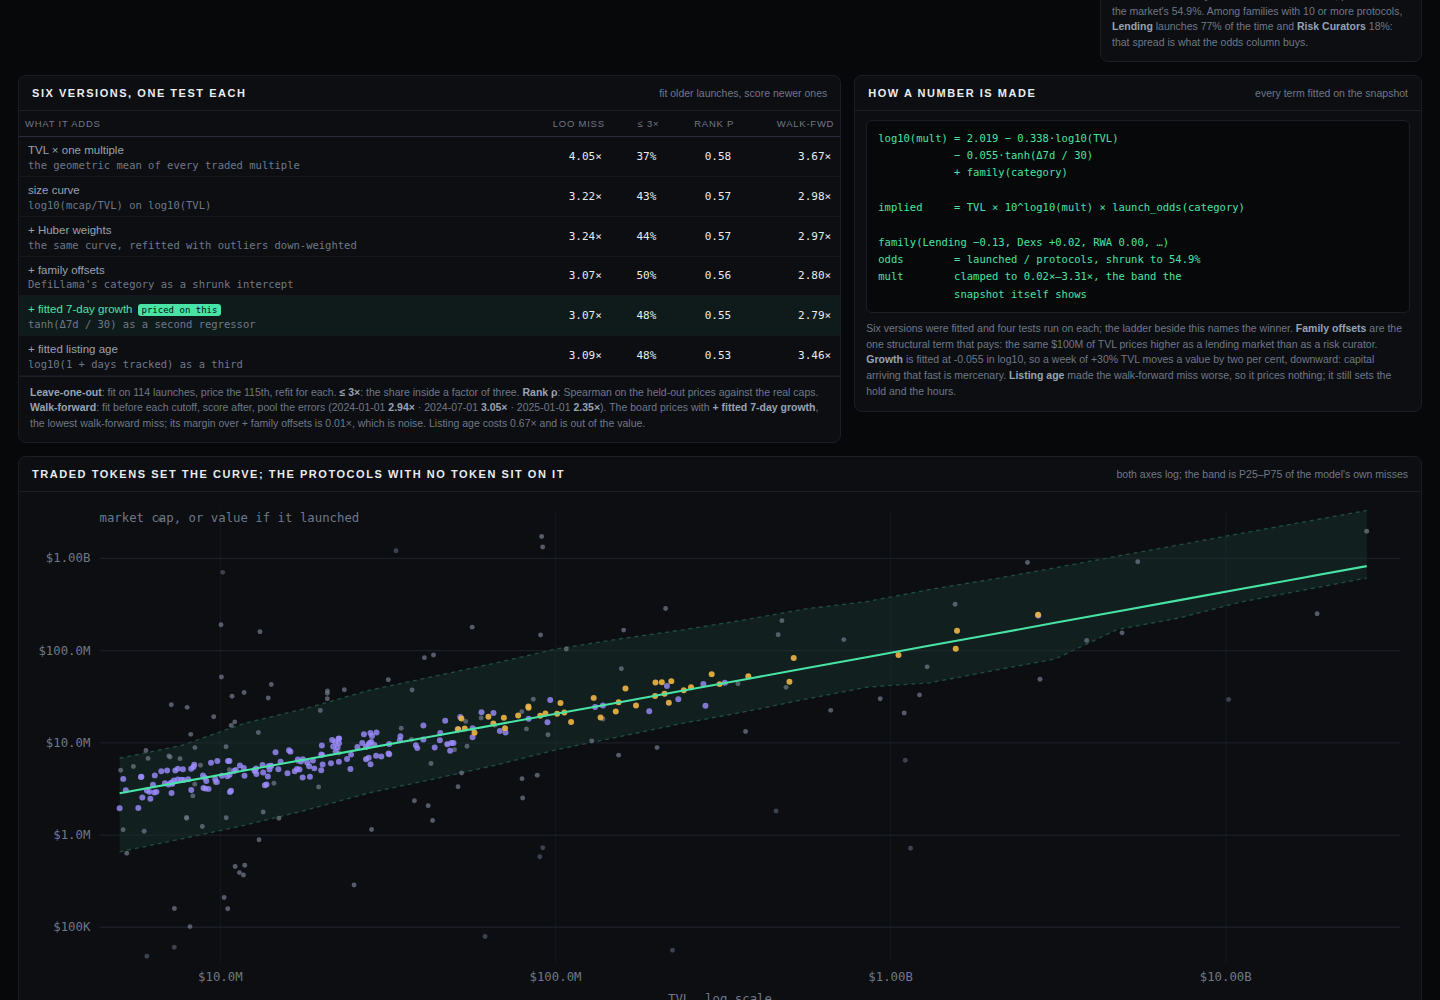 the market's 54.9%. Among families with 10 or more protocols,
Lending launches 77% of the time and Risk Curators 18%:
that spread is what the odds column buys.
SIX VERSIONS, ONE TEST EACH
fit older launches, score newer ones
WHAT IT ADDS LOO MISS ≤ 3× RANK Ρ WALK-FWD
TVL × one multiple
the geometric mean of every traded multiple
4.05× 37% 0.58 3.67×
size curve
log10(mcap/TVL) on log10(TVL)
3.22× 43% 0.57 2.98×
+ Huber weights
the same curve, refitted with outliers down-weighted
3.24× 44% 0.57 2.97×
+ family offsets
DefiLlama's category as a shrunk intercept
3.07× 50% 0.56 2.80×
+ fitted 7-day growth priced on this
tanh(Δ7d / 30) as a second regressor
3.07× 48% 0.55 2.79×
+ fitted listing age
log10(1 + days tracked) as a third
3.09× 48% 0.53 3.46×
Leave-one-out: fit on 114 launches, price the 115th, refit for each. ≤ 3×: the share inside a factor of three. Rank ρ: Spearman on the held-out prices against the real caps.
Walk-forward: fit before each cutoff, score after, pool the errors (2024-01-01 2.94× · 2024-07-01 3.05× · 2025-01-01 2.35×). The board prices with + fitted 7-day growth,
the lowest walk-forward miss; its margin over + family offsets is 0.01×, which is noise. Listing age costs 0.67× and is out of the value.
HOW A NUMBER IS MADE
every term fitted on the snapshot
log10(mult) = 2.019 − 0.338·log10(TVL)
− 0.055·tanh(Δ7d / 30)
+ family(category)
implied = TVL × 10^log10(mult) × launch_odds(category)
family(Lending −0.13, Dexs +0.02, RWA 0.00, …)
odds = launched / protocols, shrunk to 54.9%
mult clamped to 0.02×–3.31×, the band the
snapshot itself shows
Six versions were fitted and four tests run on each; the ladder beside this names the winner. Family offsets are the
one structural term that pays: the same $100M of TVL prices higher as a lending market than as a risk curator.
Growth is fitted at -0.055 in log10, so a week of +30% TVL moves a value by two per cent, downward: capital
arriving that fast is mercenary. Listing age made the walk-forward miss worse, so it prices nothing; it still sets the
hold and the hours.
TRADED TOKENS SET THE CURVE; THE PROTOCOLS WITH NO TOKEN SIT ON IT
both axes log; the band is P25–P75 of the model's own misses
market cap, or value if it launched
$1.00B
$100.0M
$10.0M
$1.0M
$100K
$10.0M $100.0M $1.00B $10.00B
TVL, log scale